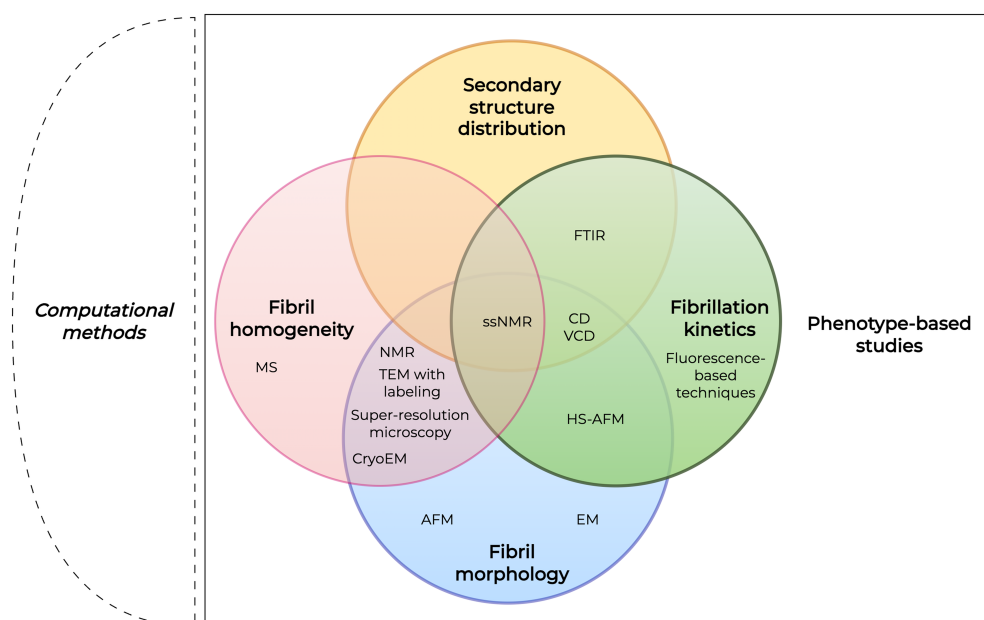 Secondary
structure
distribution
FTIR
Computational
methods
Fibril
homogeneity
MS
ssNMR
CD
VCD
Fibrillation
kinetics
Fluorescence-
based
techniques
Phenotype-based
studies
NMR
TEM with
labeling
Super-resolution
microscopy
CryoEM
HS-AFM
AFM
EM
Fibril
morphology